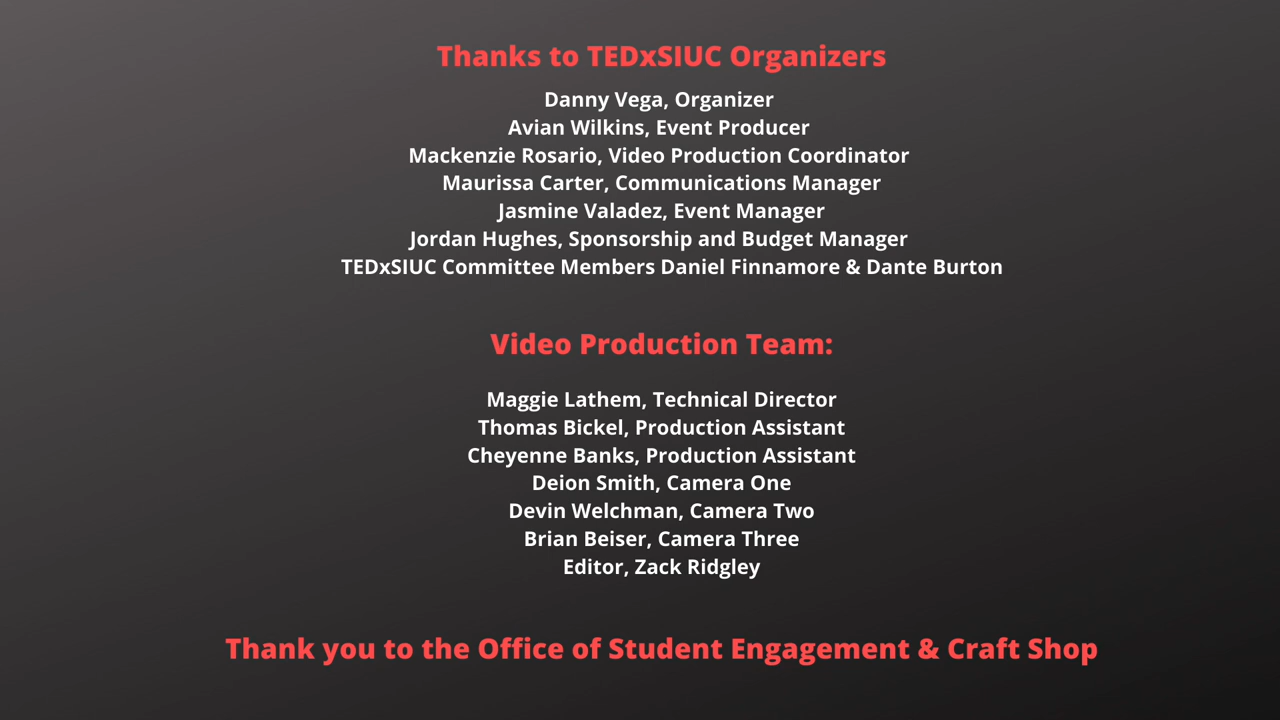 Thanks to TEDxSIUC Organizers
Danny Vega, Organizer
Avian Wilkins, Event Producer
Mackenzie Rosario, Video Production Coordinator
Maurissa Carter, Communications Manager
Jasmine Valadez, Event Manager
Jordan Hughes, Sponsorship and Budget Manager
TEDxSIUC Committee Members Daniel Finnamore & Dante Burton
Video Production Team:
Maggie Lathem, Technical Director
Thomas Bickel, Production Assistant
Cheyenne Banks, Production Assistant
Deion Smith, Camera One
Devin Welchman, Camera Two
Brian Beiser, Camera Three
Editor, Zack Ridgley
Thank you to the Office of Student Engagement & Craft Shop